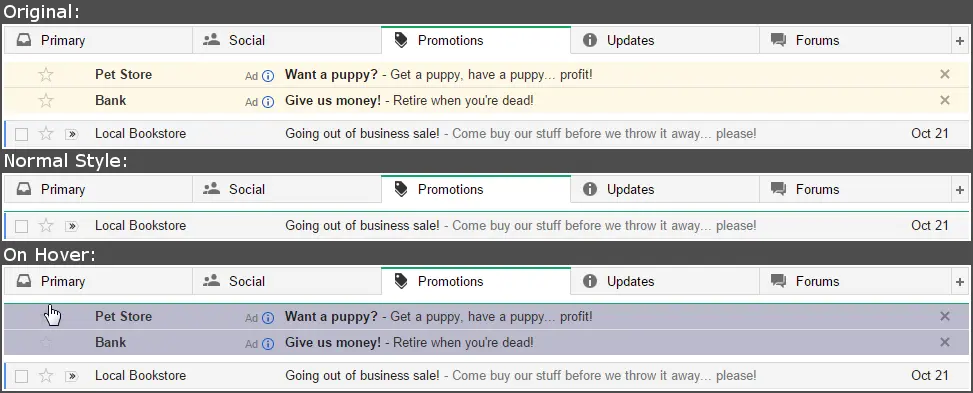 Original:
Primary Social Promotions Updates Forums +
Pet Store Ad Want a puppy? - Get a puppy, have a puppy... profit! ×
Bank Ad Give us money! - Retire when you're dead! ×
Local Bookstore Going out of business sale! - Come buy our stuff before we throw it away... please! Oct 21
Normal Style:
Primary Social Promotions Updates Forums +
Local Bookstore Going out of business sale! - Come buy our stuff before we throw it away... please! Oct 21
On Hover:
Primary Social Promotions Updates Forums +
Pet Store Ad Want a puppy? - Get a puppy, have a puppy... profit! ×
Bank Ad Give us money! - Retire when you're dead! ×
Local Bookstore Going out of business sale! - Come buy our stuff before we throw it away... please! Oct 21